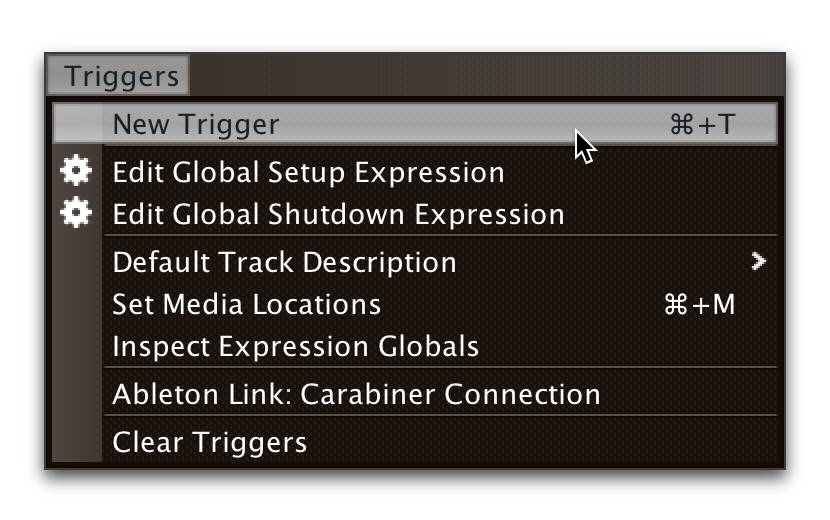 Triggers
New Trigger ⌘+T
Edit Global Setup Expression
Edit Global Shutdown Expression
Default Track Description
Set Media Locations ⌘+M
Inspect Expression Globals
Ableton Link: Carabiner Connection
Clear Triggers